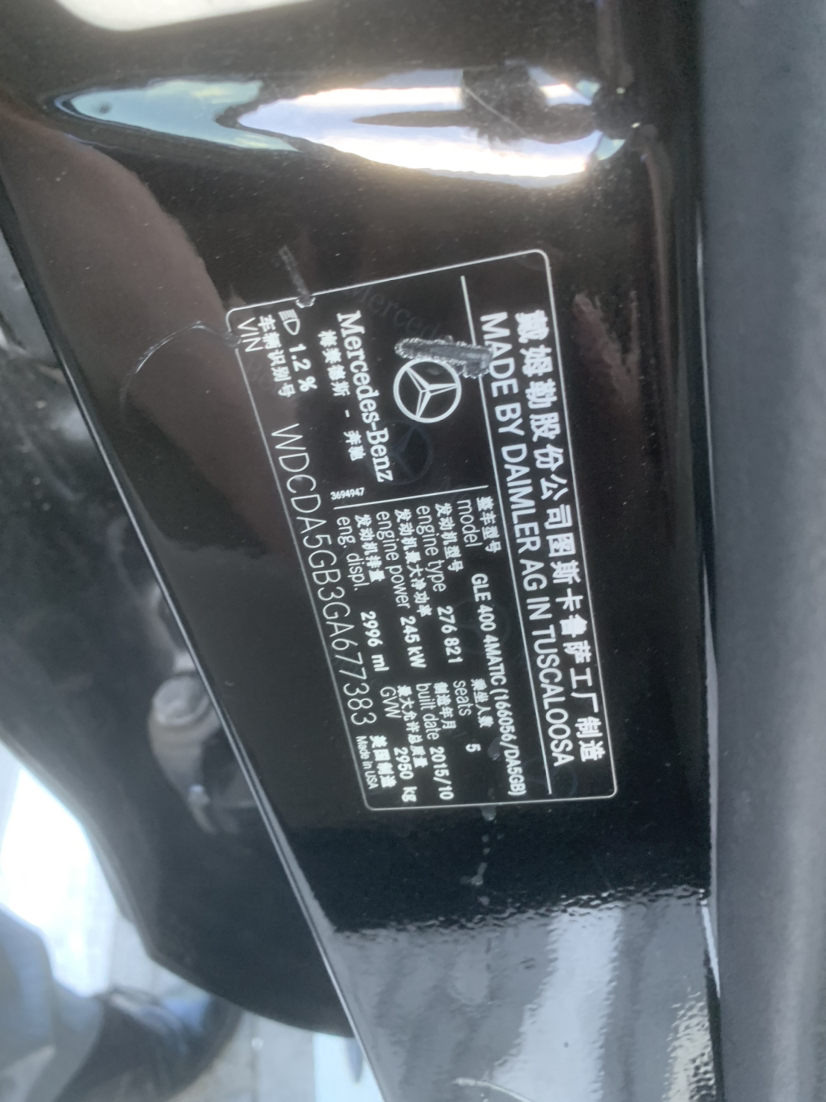 戴姆勒股份公司图斯卡鲁萨工厂制造
MADE BY DAIMLER AG IN TUSCALOOSA
Mercedes-Benz
梅赛德斯 - 奔驰
3694947
整车型号
model GLE 400 4MATIC (166056/DA5GB)
发动机型号 乘坐人数
engine type 276 821 seats 5
发动机最大净功率 制造年月
engine power 245 kW built date 2015/10
发动机排量 最大允许总质量
eng. displ. 2996 ml GVW 2950 kg
1.2 %
车辆识别号
VIN WDCDA5GB3GA677383
美国制造
Made in USA